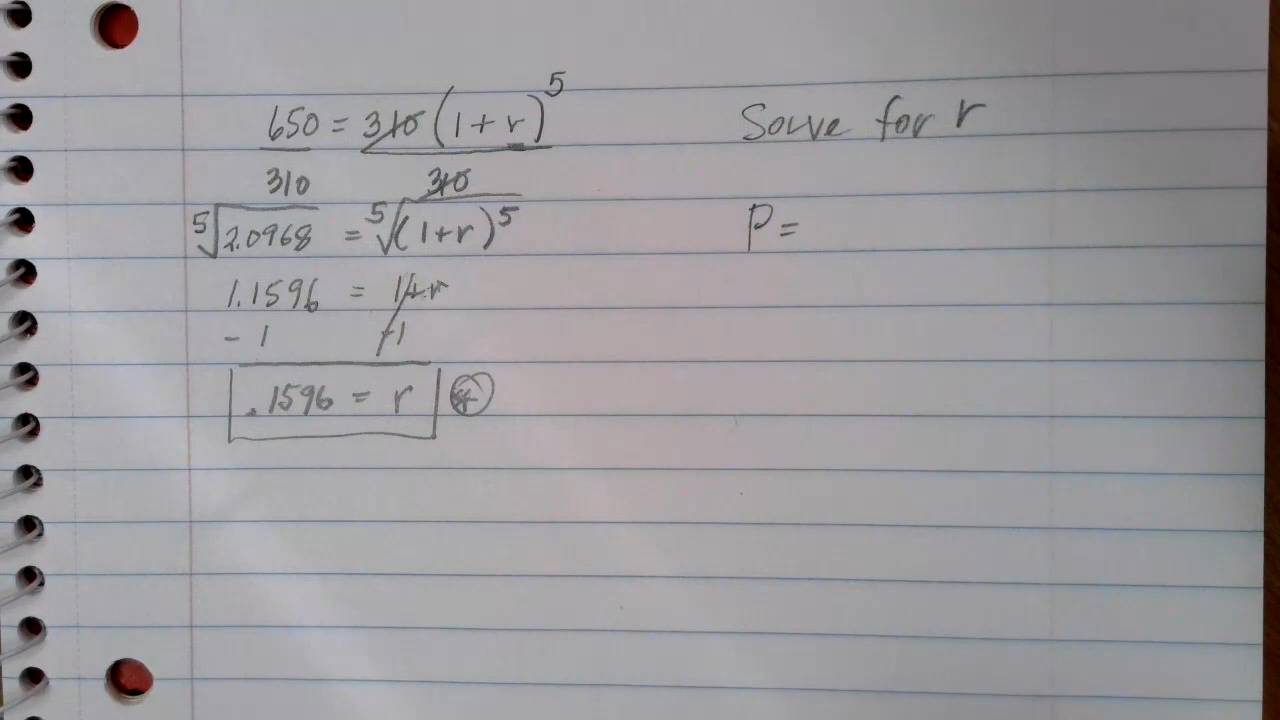 650 = 310 (1 + r)^5
310 310
⁵√2.0968 = ⁵√(1+r)^5
1.1596 = 1+r
- 1 -1
.1596 = r
Solve for r
P =